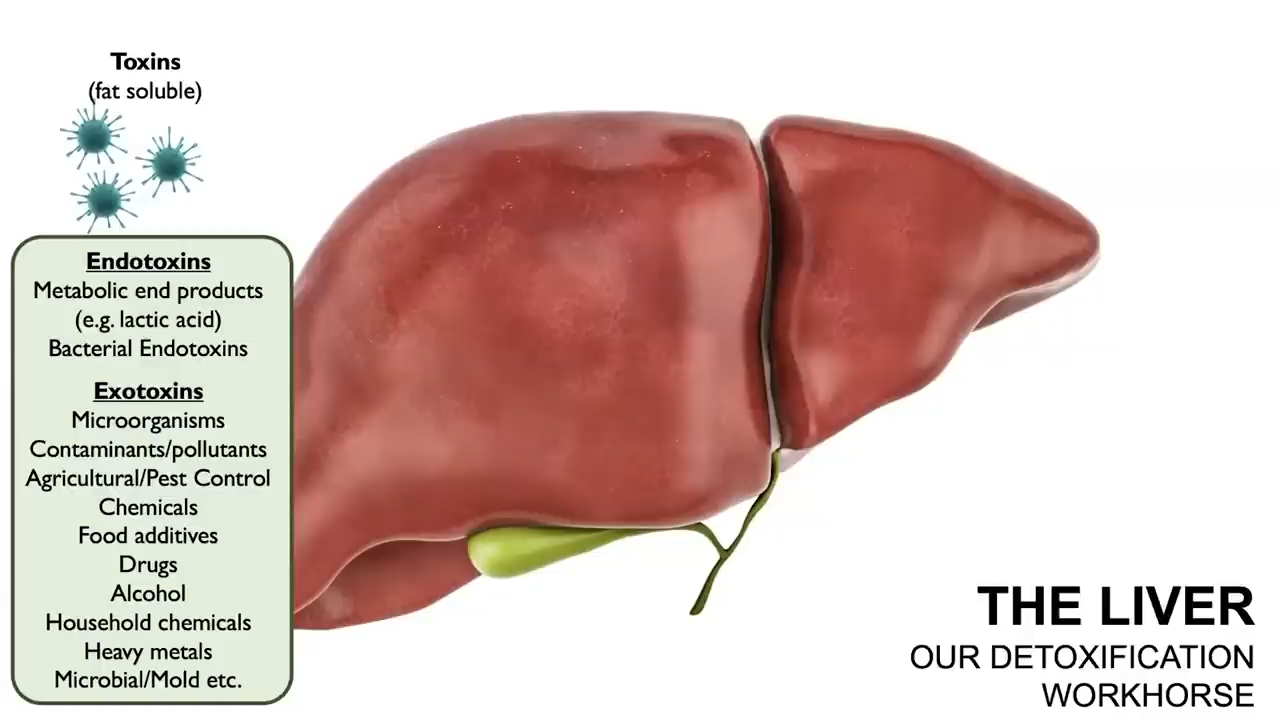 Toxins
(fat soluble)
Endotoxins
Metabolic end products
(e.g. lactic acid)
Bacterial Endotoxins
Exotoxins
Microorganisms
Contaminants/pollutants
Agricultural/Pest Control
Chemicals
Food additives
Drugs
Alcohol
Household chemicals
Heavy metals
Microbial/Mold etc.
THE LIVER
OUR DETOXIFICATION
WORKHORSE